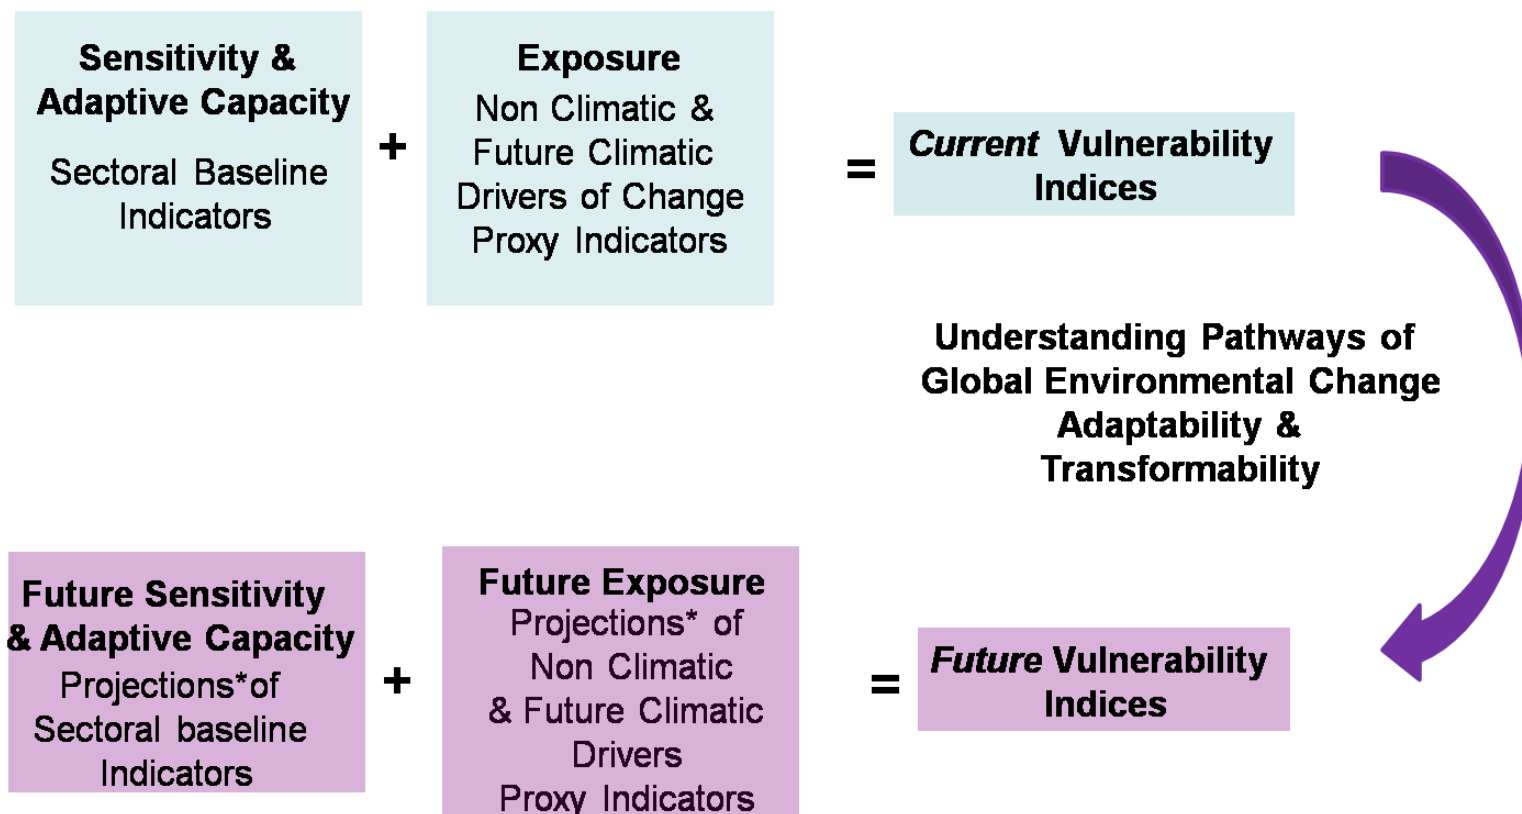 Sensitivity &
Adaptive Capacity
Sectoral Baseline
Indicators
+
Exposure
Non Climatic &
Future Climatic
Drivers of Change
Proxy Indicators
=
Current Vulnerability
Indices
Understanding Pathways of
Global Environmental Change
Adaptability &
Transformability
Future Sensitivity
& Adaptive Capacity
Projections*of
Sectoral baseline
Indicators
+
Future Exposure
Projections* of
Non Climatic
& Future Climatic
Drivers
Proxy Indicators
=
Future Vulnerability
Indices